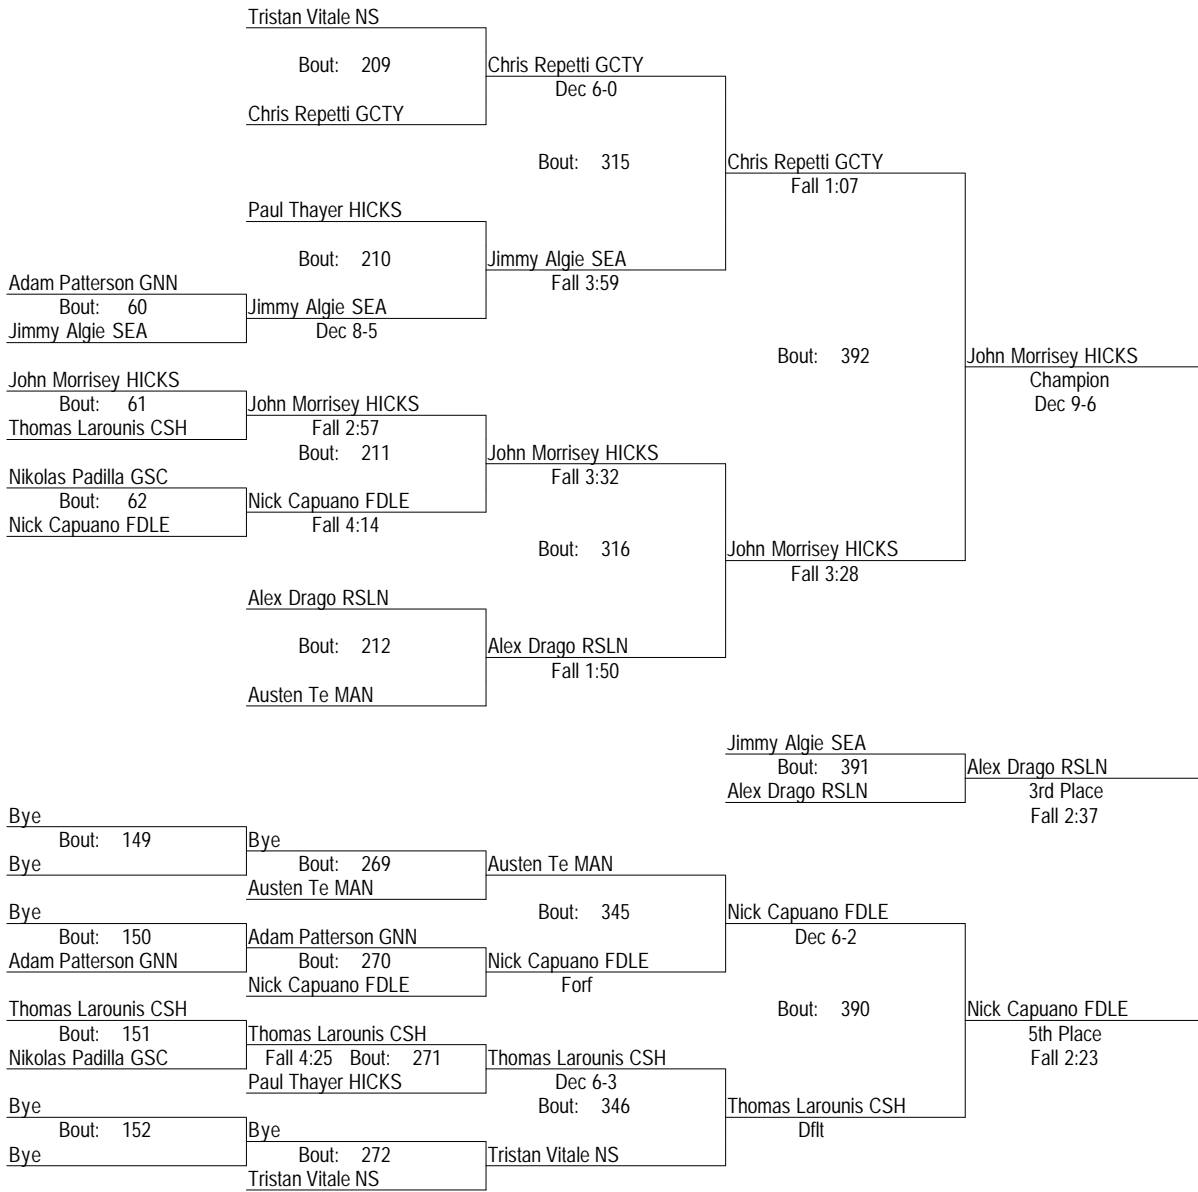 Tristan Vitale NS
Bout: 209
Chris Repetti GCTY
Dec 6-0
Chris Repetti GCTY
Bout: 315
Chris Repetti GCTY
Fall 1:07
Paul Thayer HICKS
Bout: 210
Jimmy Algie SEA
Fall 3:59
Adam Patterson GNN
Bout: 60
Jimmy Algie SEA
Jimmy Algie SEA
Dec 8-5
Bout: 392
John Morrisey HICKS
Champion
Dec 9-6
John Morrisey HICKS
Bout: 61
Thomas Larounis CSH
John Morrisey HICKS
Fall 2:57
Bout: 211
John Morrisey HICKS
Fall 3:32
Nikolas Padilla GSC
Bout: 62
Nick Capuano FDLE
Nick Capuano FDLE
Fall 4:14
Bout: 316
John Morrisey HICKS
Fall 3:28
Alex Drago RSLN
Bout: 212
Alex Drago RSLN
Fall 1:50
Austen Te MAN
Jimmy Algie SEA
Bout: 391
Alex Drago RSLN
Alex Drago RSLN
3rd Place
Fall 2:37
Bye
Bout: 149
Bye
Bye
Bout: 269
Austen Te MAN
Austen Te MAN
Bout: 345
Nick Capuano FDLE
Dec 6-2
Bye
Bout: 150
Adam Patterson GNN
Adam Patterson GNN
Bout: 270
Nick Capuano FDLE
Nick Capuano FDLE
Forf
Bout: 390
Nick Capuano FDLE
5th Place
Fall 2:23
Thomas Larounis CSH
Bout: 151
Nikolas Padilla GSC
Thomas Larounis CSH
Fall 4:25 Bout: 271
Paul Thayer HICKS
Thomas Larounis CSH
Dec 6-3
Bout: 346
Thomas Larounis CSH
Dflt
Bye
Bout: 152
Bye
Bye
Bout: 272
Tristan Vitale NS
Tristan Vitale NS